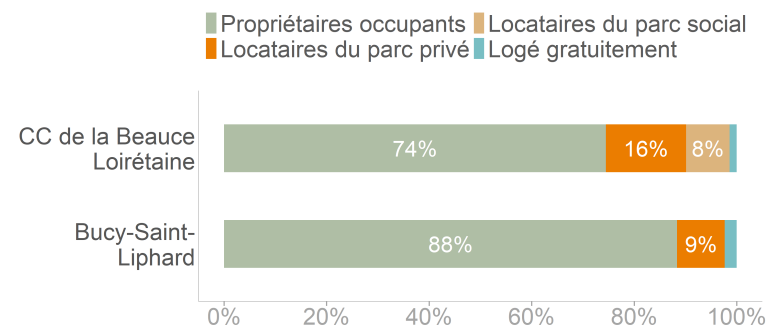 Propriétaires occupants Locataires du parc social
Locataires du parc privé Logé gratuitement
CC de la Beauce
Loirétaine
74% 16% 8%
Bucy-Saint-
Liphard
88% 9%
0% 20% 40% 60% 80% 100%